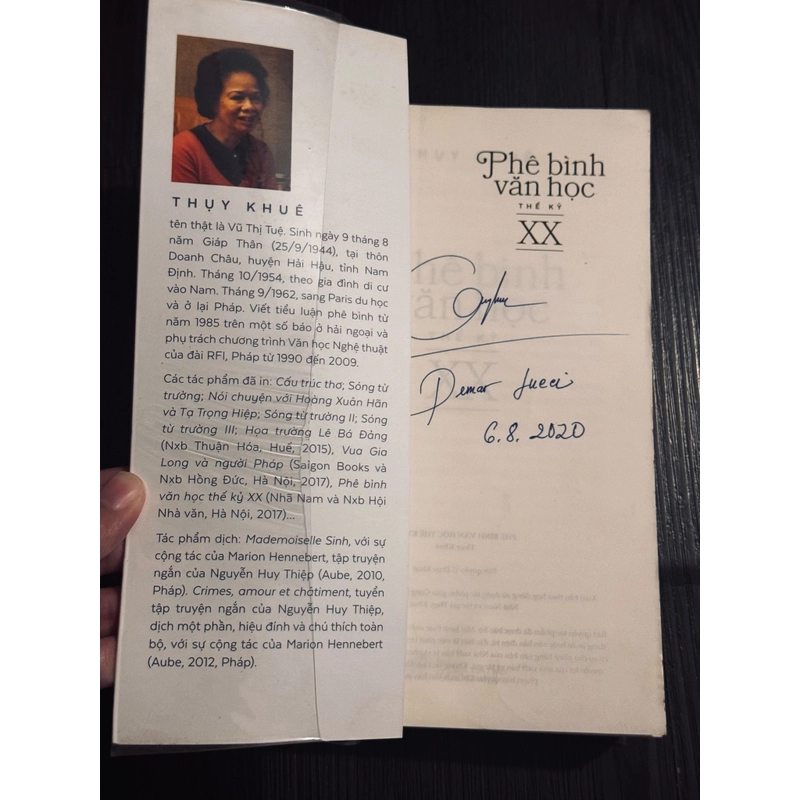 THỤY KHUÊ
tên thật là Vũ Thị Tuệ. Sinh ngày 9 tháng 8
năm Giáp Thân (25/9/1944), tại thôn
Doanh Châu, huyện Hải Hậu, tỉnh Nam
Định. Tháng 10/1954, theo gia đình di cư
vào Nam. Tháng 9/1962, sang Paris du học
và ở lại Pháp. Viết tiểu luận phê bình từ
năm 1985 trên một số báo ở hải ngoại và
phụ trách chương trình Văn học Nghệ thuật
của đài RFI, Pháp từ 1990 đến 2009.
Các tác phẩm đã in: Cấu trúc thơ; Sóng từ
trường; Nói chuyện với Hoàng Xuân Hãn
và Tạ Trọng Hiệp; Sóng từ trường II; Sóng
từ trường III; Họa trường Lê Bá Đảng
(Nxb Thuận Hóa, Huế, 2015), Vua Gia
Long và người Pháp (Saigon Books và
Nxb Hồng Đức, Hà Nội, 2017), Phê bình
văn học thế kỷ XX (Nhã Nam và Nxb Hội
Nhà văn, Hà Nội, 2017)...
Tác phẩm dịch: Mademoiselle Sinh, với sự
cộng tác của Marion Hennebert, tập truyện
ngắn của Nguyễn Huy Thiệp (Aube, 2010,
Pháp). Crimes, amour et châtiment, tuyển
tập truyện ngắn của Nguyễn Huy Thiệp,
dịch một phần, hiệu đính và chú thích toàn
bộ, với sự cộng tác của Marion Hennebert
(Aube, 2012, Pháp).
Phê bình
văn học
THẾ KỶ
XX
6.8.2020